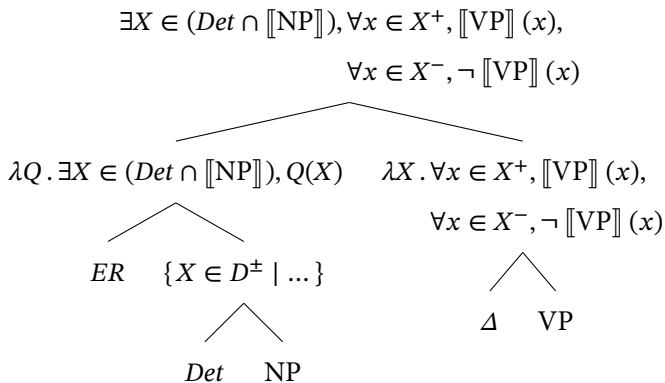 ∃X ∈ (Det ∩ ⟦NP⟧), ∀x ∈ X⁺, ⟦VP⟧ (x),
∀x ∈ X⁻, ¬ ⟦VP⟧ (x)
λQ . ∃X ∈ (Det ∩ ⟦NP⟧), Q(X)
λX . ∀x ∈ X⁺, ⟦VP⟧ (x),
∀x ∈ X⁻, ¬ ⟦VP⟧ (x)
ER {X ∈ D± | ...}
Δ VP
Det NP